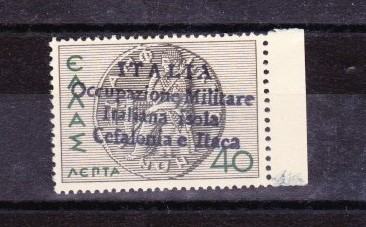 ΕΛΛΑΣ
ITALIA
Occupazione Militare
Italiana isola
Cefalonia e Itaca
ΛΕΠΤΑ
40